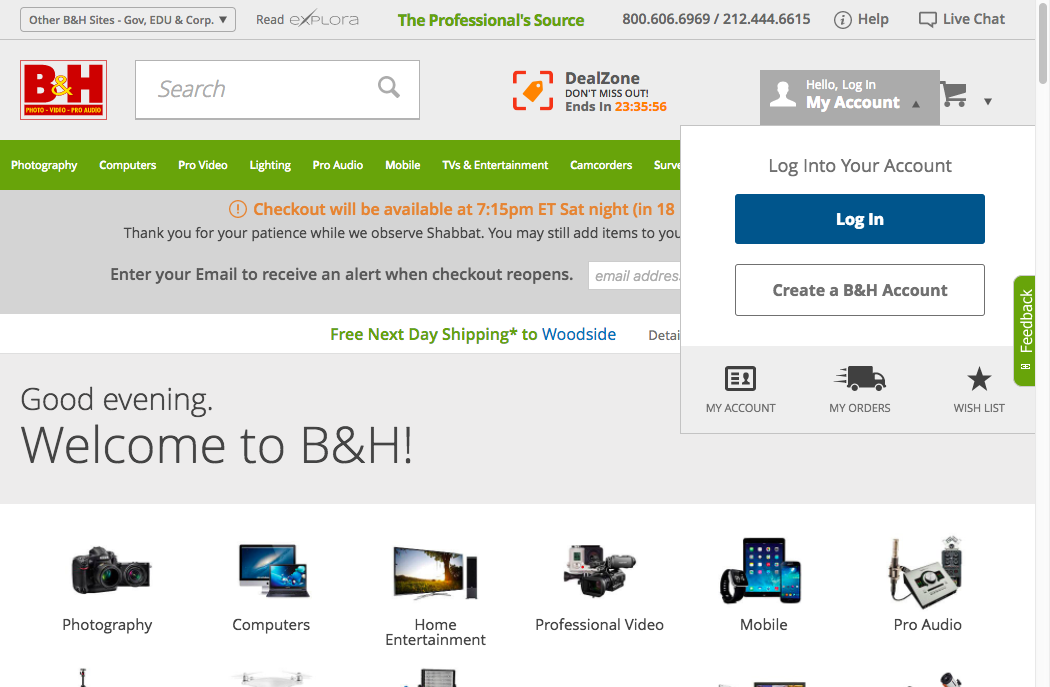 Other B&H Sites - Gov, EDU & Corp. ▼
Read explora
The Professional's Source
800.606.6969 / 212.444.6615
Help
Live Chat
B&H
PHOTO - VIDEO - PRO AUDIO
Search
DealZone
DON'T MISS OUT!
Ends In 23:35:56
Hello, Log In
My Account ▲
▼
Photography Computers Pro Video Lighting Pro Audio Mobile TVs & Entertainment Camcorders Surve
Log Into Your Account
Log In
Create a B&H Account
MY ACCOUNT
MY ORDERS
WISH LIST
Feedback
Checkout will be available at 7:15pm ET Sat night (in 18
Thank you for your patience while we observe Shabbat. You may still add items to you
Enter your Email to receive an alert when checkout reopens.
email address
Free Next Day Shipping* to Woodside
Detai
Good evening.
Welcome to B&H!
Photography
Computers
Home
Entertainment
Professional Video
Mobile
Pro Audio